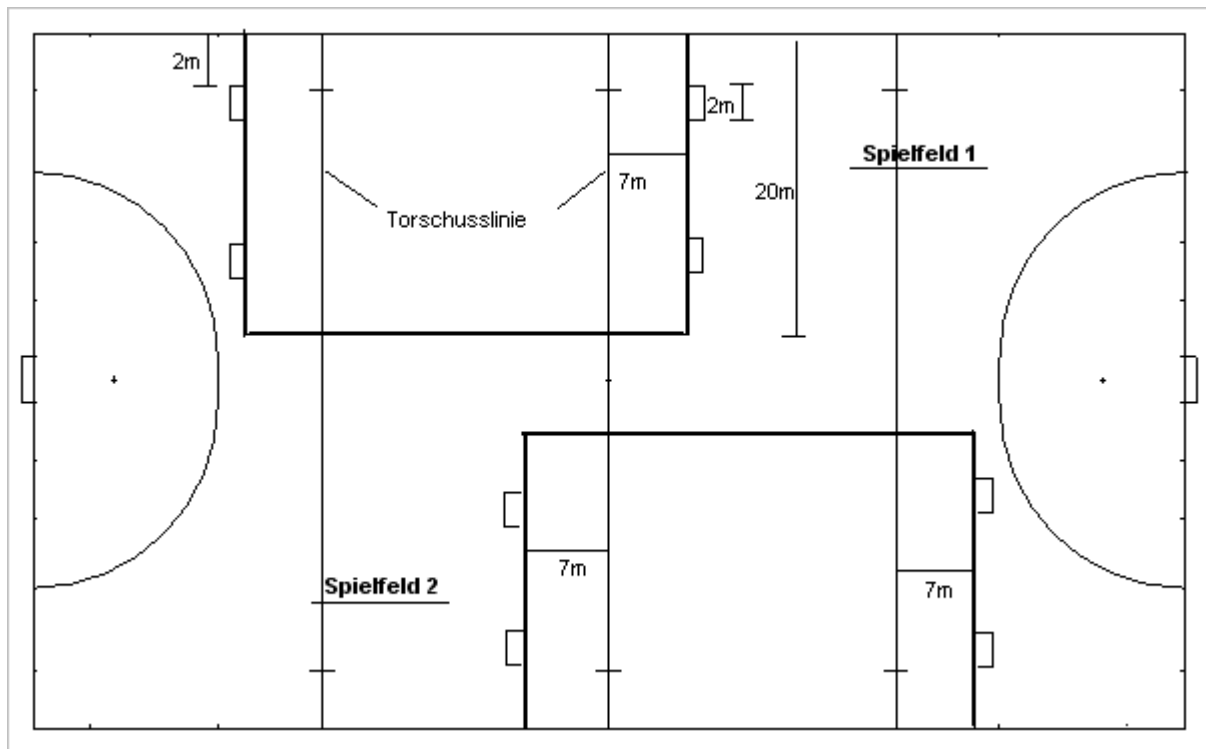 2m
2m
Spielfeld 1
7m
20m
Torschusslinie
7m
Spielfeld 2
7m